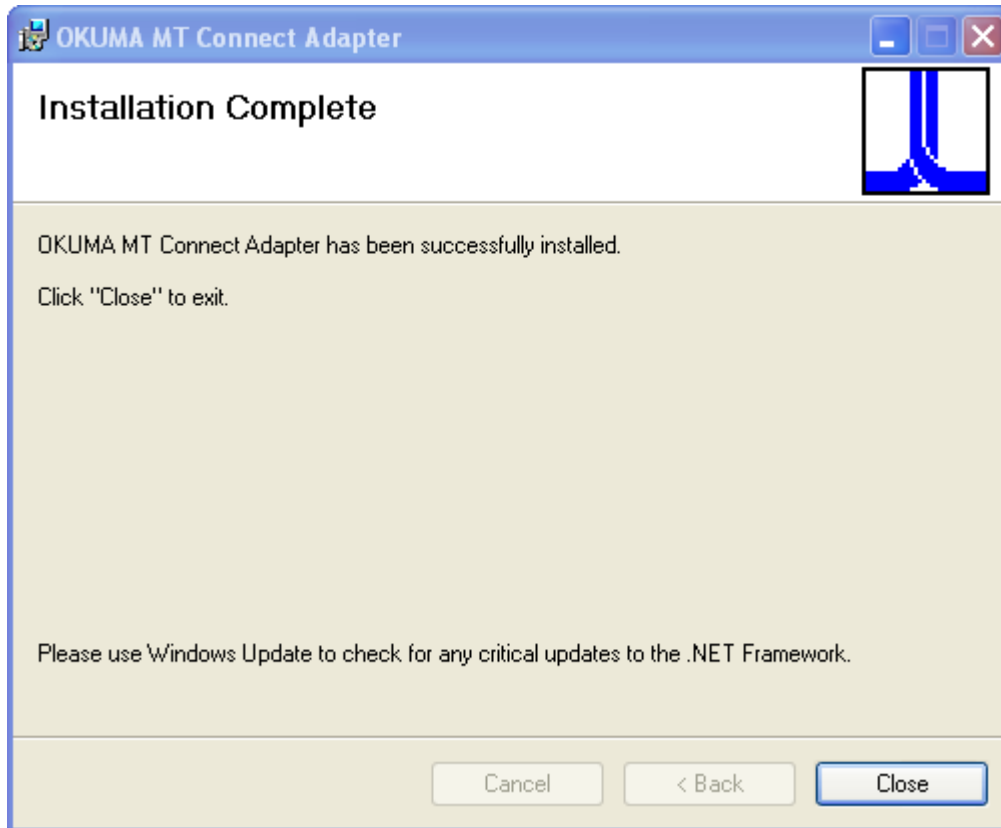 OKUMA MT Connect Adapter
Installation Complete
OKUMA MT Connect Adapter has been successfully installed.
Click "Close" to exit.
Please use Windows Update to check for any critical updates to the .NET Framework.
Cancel
< Back
Close